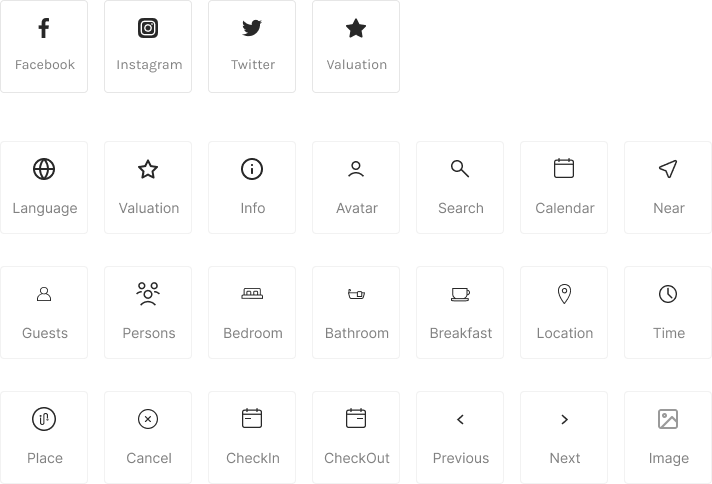 Facebook Instagram Twitter Valuation
Language Valuation Info Avatar Search Calendar Near
Guests Persons Bedroom Bathroom Breakfast Location Time
Place Cancel CheckIn CheckOut Previous Next Image